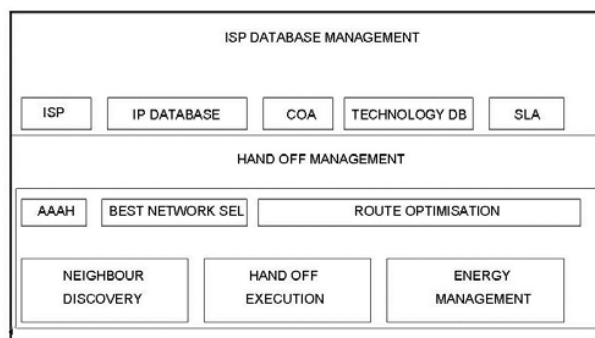 ISP DATABASE MANAGEMENT
ISP IP DATABASE COA TECHNOLOGY DB SLA
HAND OFF MANAGEMENT
AAAH BEST NETWORK SEL ROUTE OPTIMISATION
NEIGHBOUR HAND OFF ENERGY
DISCOVERY EXECUTION MANAGEMENT